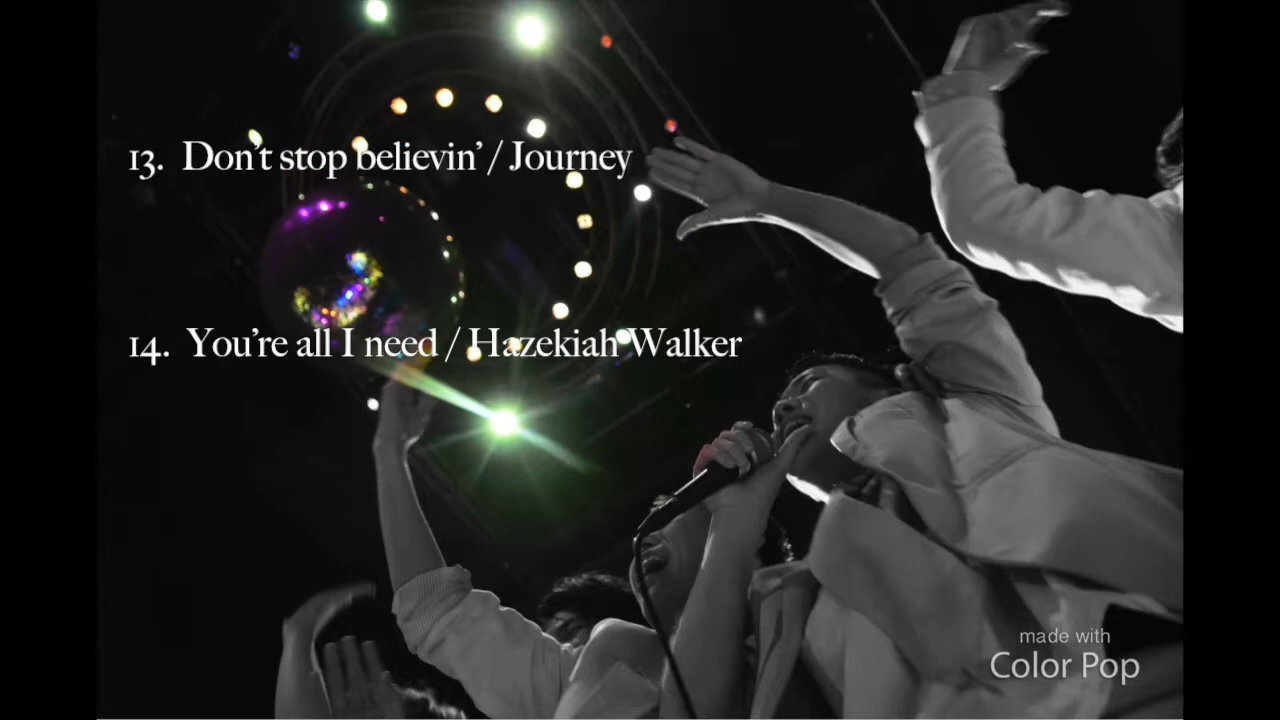 13. Don't stop believin' / Journey
14. You're all I need / Hazekiah Walker
made with
Color Pop